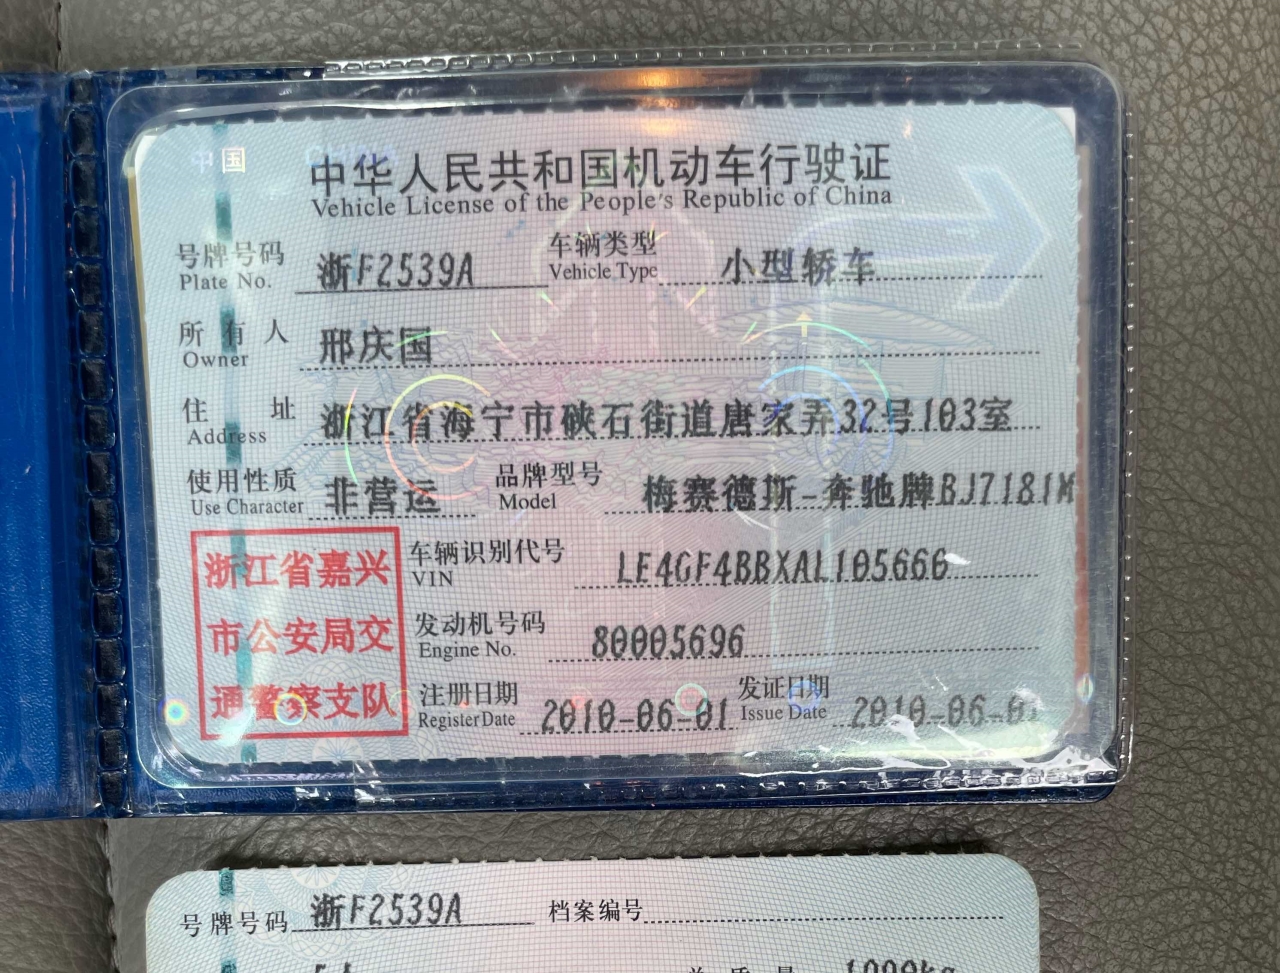 中国
中华人民共和国机动车行驶证
Vehicle License of the People's Republic of China
号牌号码 浙F2539A 车辆类型 小型轿车
Plate No. Vehicle Type
所有人 邢庆国
Owner
住址 浙江省海宁市硖石街道唐家弄32号103室
Address
使用性质 非营运 品牌型号 梅赛德斯-奔驰牌BJ7181M
Use Character Model
浙江省嘉兴
市公安局交
通警察支队
车辆识别代号 LE4GF4BBXAL105666
VIN
发动机号码 80005696
Engine No.
注册日期 2010-06-01 发证日期 2010-06-01
Register Date Issue Date
号牌号码 浙F2539A 档案编号